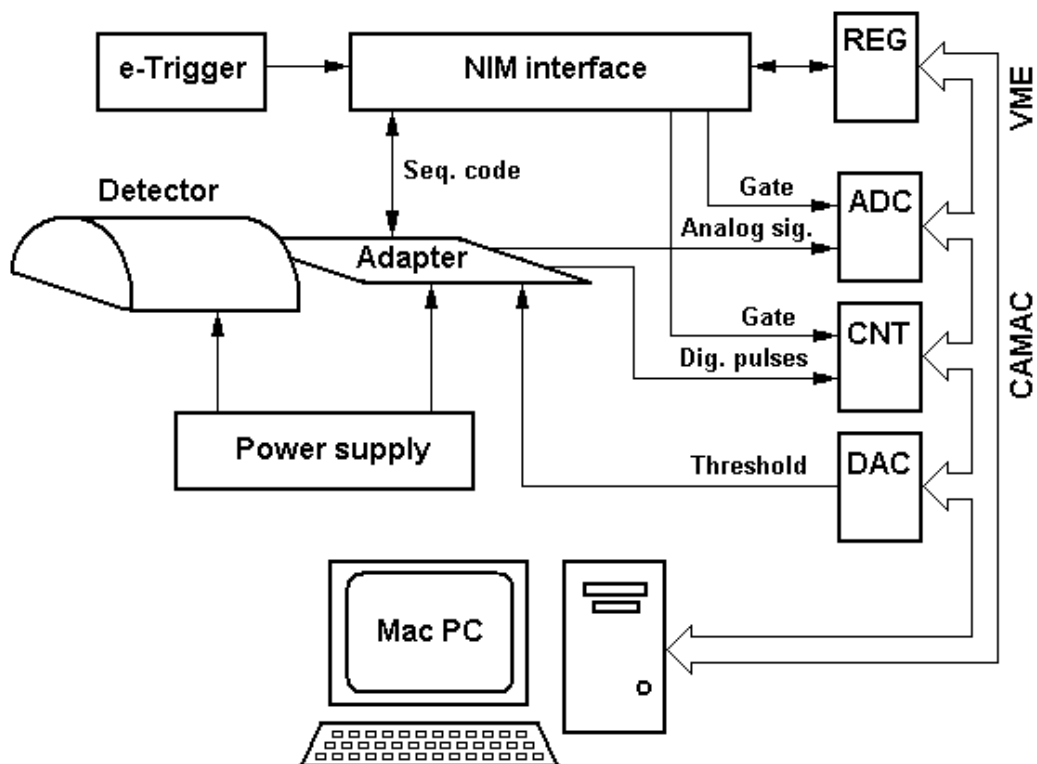 e-Trigger
NIM interface
REG
VME
Seq. code
Detector
Gate
ADC
Analog sig.
Adapter
Gate
CNT
CAMAC
Dig. pulses
Power supply
Threshold
DAC
Mac PC